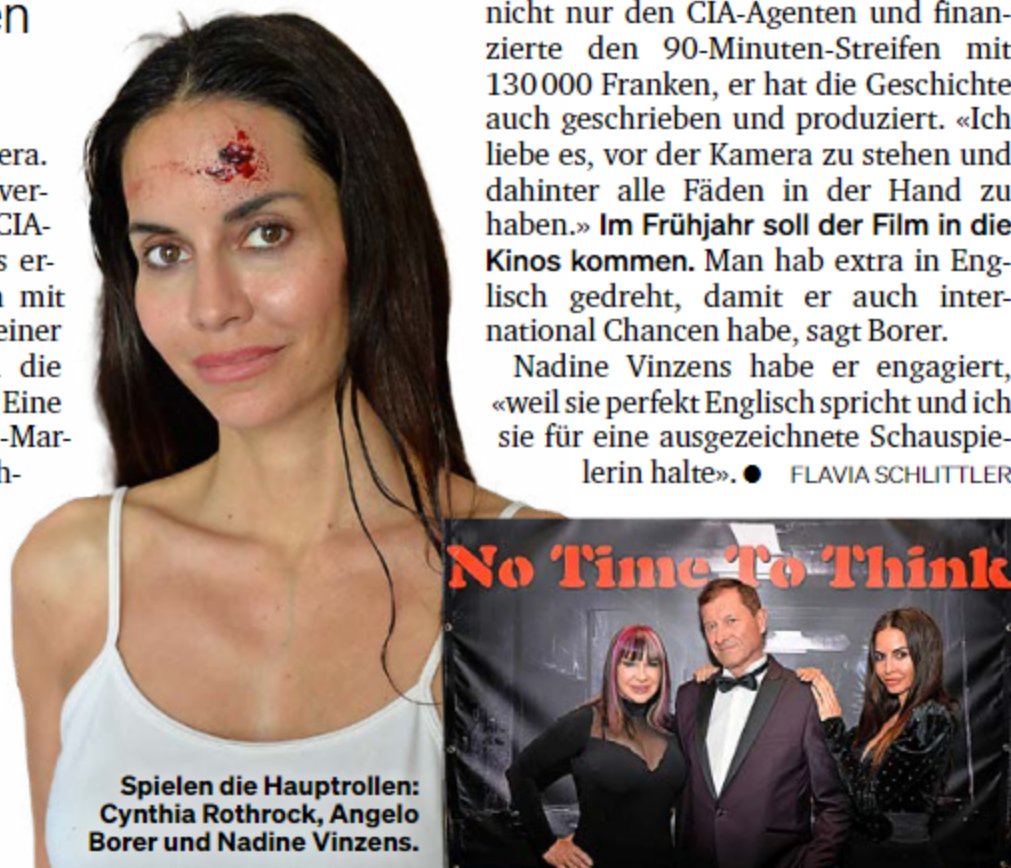 en
era.
ver-
CIA-
s er-
mit
einer
die
Eine
-Mar-
h-
nicht nur den CIA-Agenten und finan-
zierte den 90-Minuten-Streifen mit
130 000 Franken, er hat die Geschichte
auch geschrieben und produziert. «Ich
liebe es, vor der Kamera zu stehen und
dahinter alle Fäden in der Hand zu
haben.» Im Frühjahr soll der Film in die
Kinos kommen. Man hab extra in Eng-
lisch gedreht, damit er auch inter-
national Chancen habe, sagt Borer.
Nadine Vinzens habe er engagiert,
«weil sie perfekt Englisch spricht und ich
sie für eine ausgezeichnete Schauspie-
lerin halte». ● FLAVIA SCHLITTLER
No Time To Think
Spielen die Hauptrollen:
Cynthia Rothrock, Angelo
Borer und Nadine Vinzens.